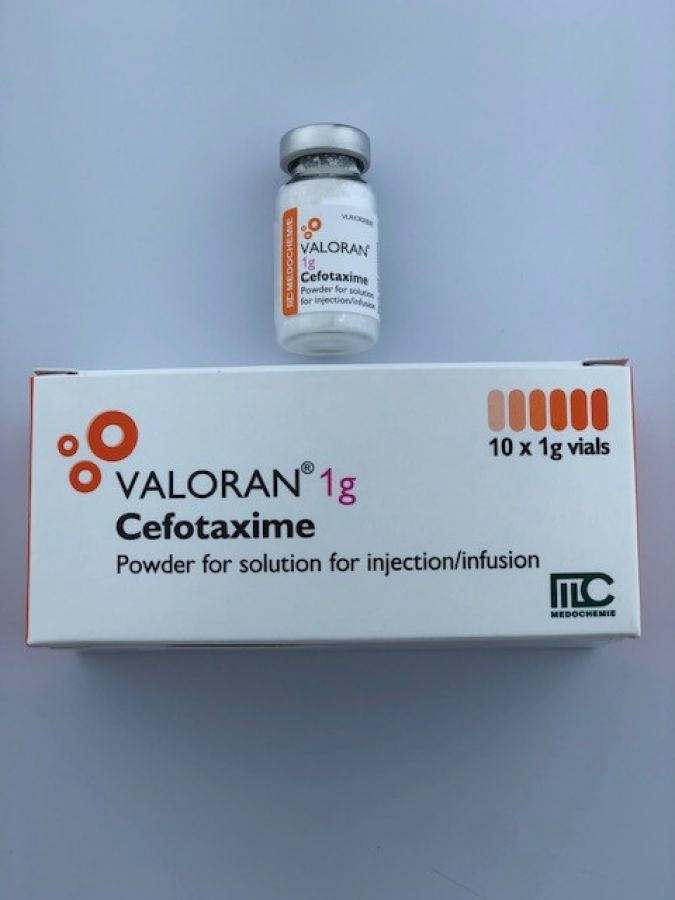 VALORAN®
1g
Cefotaxime
Powder for solution
for injection/infusion
MEDOCHEMIE
10 x 1g vials
VALORAN® 1g
Cefotaxime
Powder for solution for injection/infusion
MEDOCHEMIE